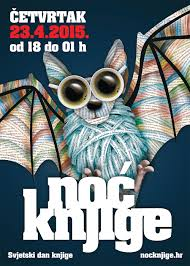 ČETVRTAK
23.4.2015.
od 18 do 01 h
noć
knjige
Svjetski dan knjige nocknjige.hr